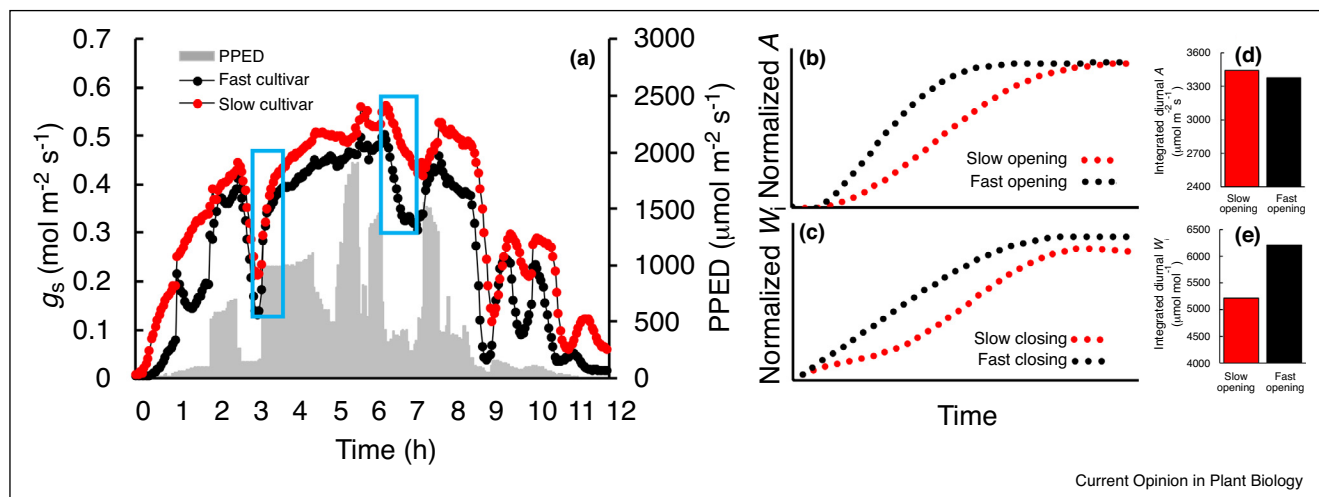 0.7
0.6
0.5
0.4
0.3
0.2
0.1
0
gs (mol m-2 s-1)
PPED
Fast cultivar
Slow cultivar
(a)
3000
2500
2000
1500
1000
500
0
PPED (μmol m-2 s-1)
0 1 2 3 4 5 6 7 8 9 10 11 12
Time (h)
Normalized A
(b)
Slow opening
Fast opening
Normalized Wi
(c)
Slow closing
Fast closing
Time
(d)
Integrated diurnal A
(μmol m-2 s-1)
3600
3300
3000
2700
2400
Slow Fast
opening opening
(e)
Integrated diurnal Wi
(μmol mol-1)
6500
6000
5500
5000
4500
4000
Slow Fast
opening opening
Current Opinion in Plant Biology